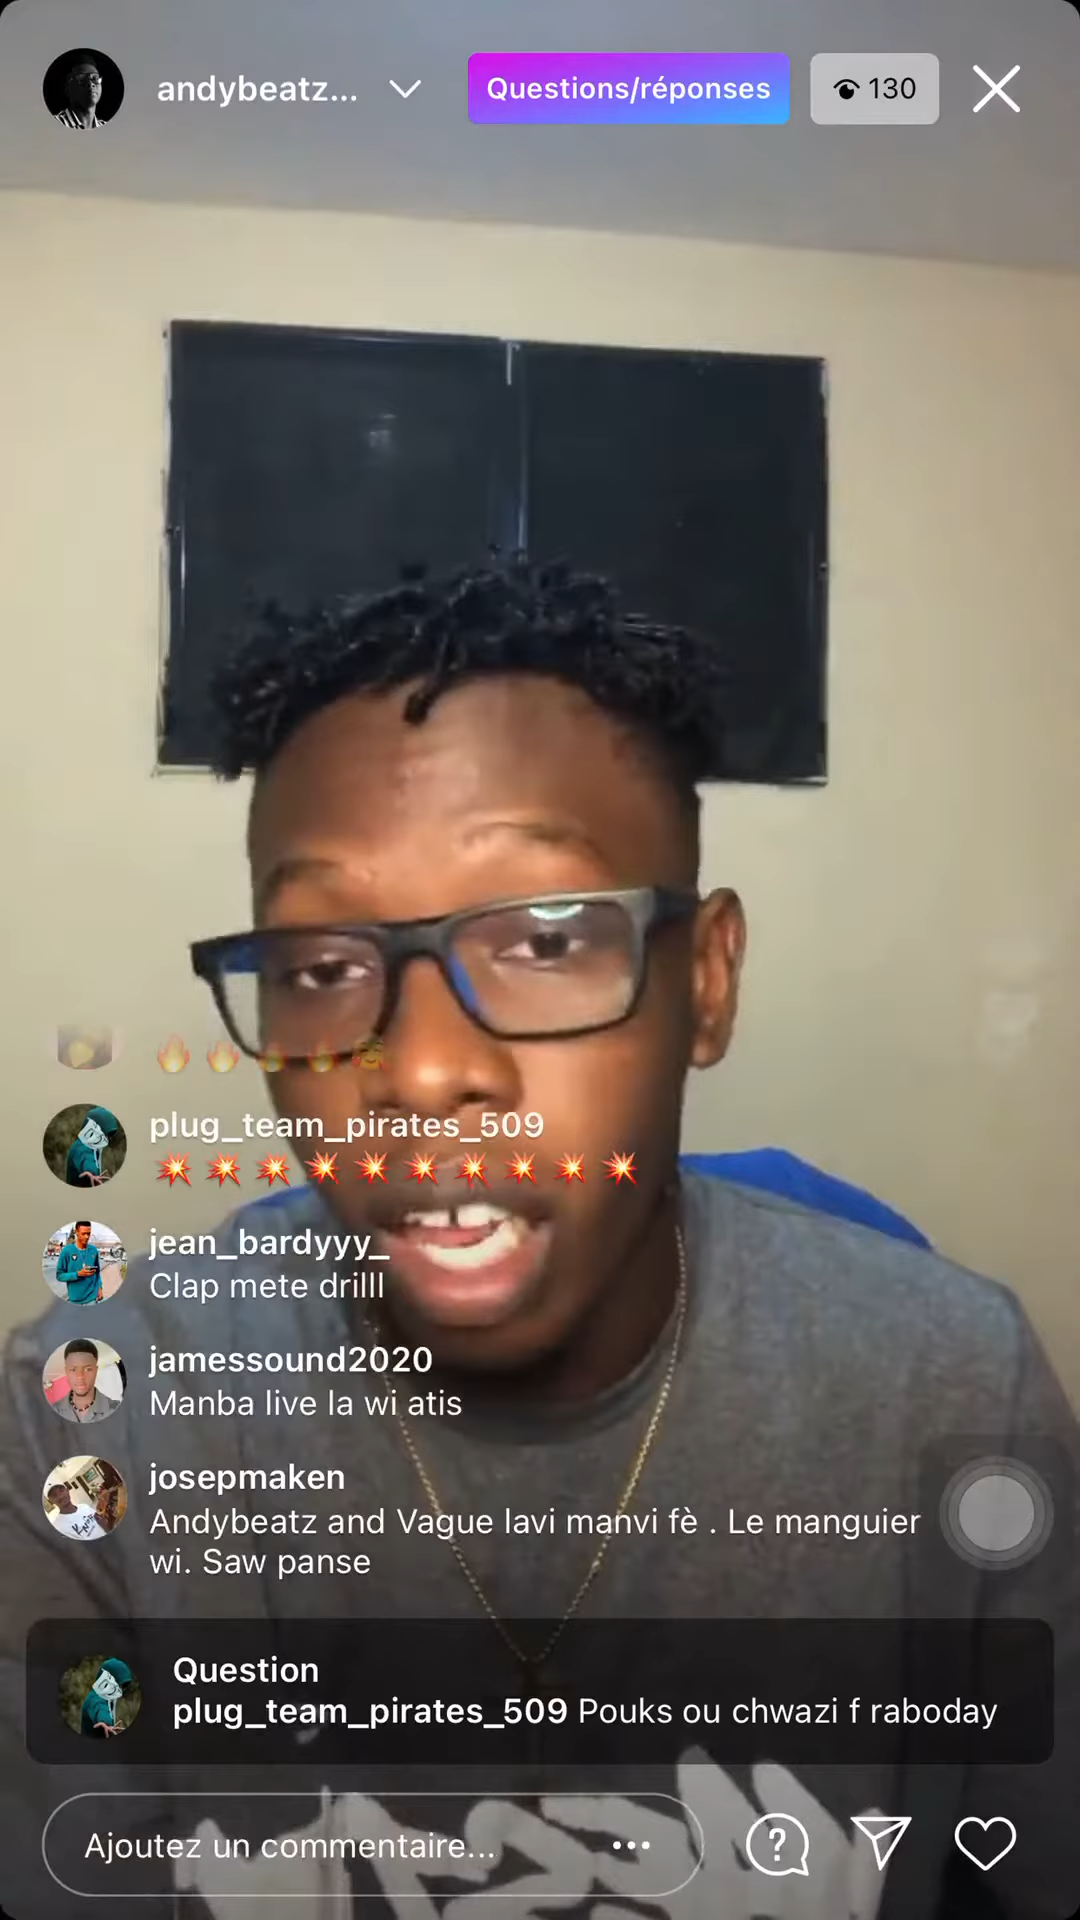 andybeatz...
Questions/réponses
130
plug_team_pirates_509
jean_bardyyy_
Clap mete drilll
jamessound2020
Manba live la wi atis
josepmaken
Andybeatz and Vague lavi manvi fè . Le manguier
wi. Saw panse
Question
plug_team_pirates_509 Pouks ou chwazi f raboday
Ajoutez un commentaire...